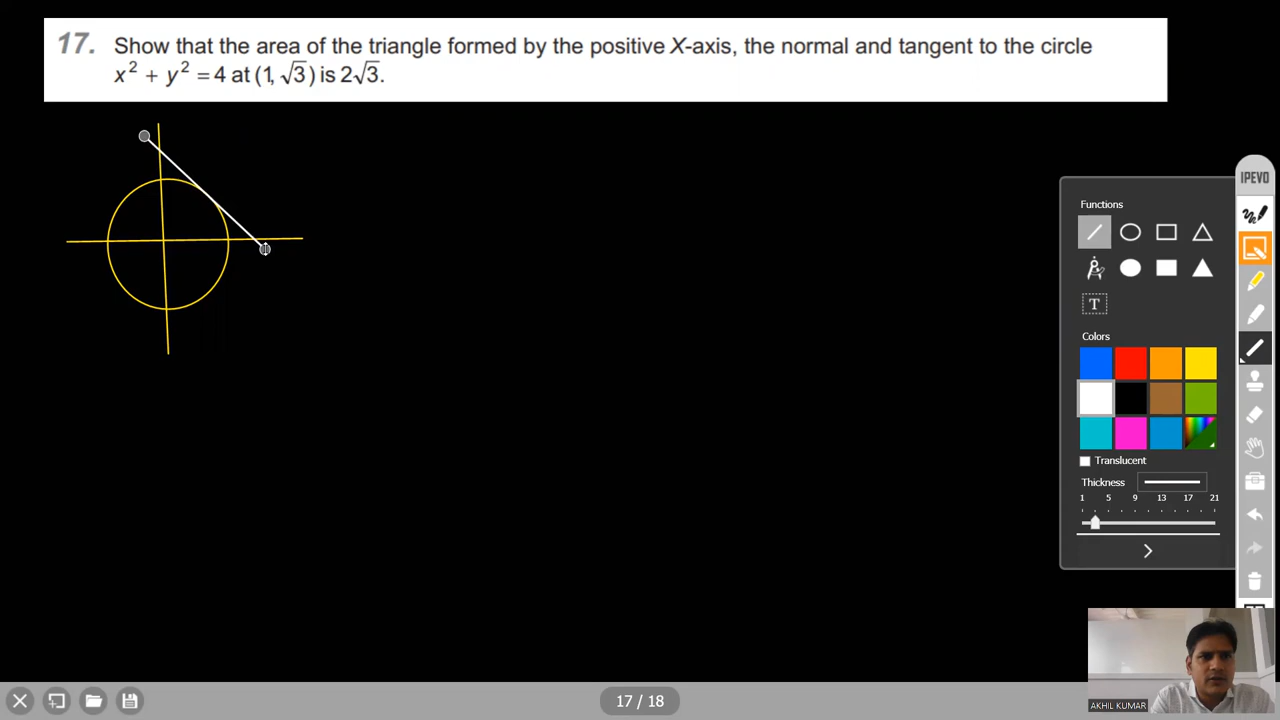 17. Show that the area of the triangle formed by the positive X-axis, the normal and tangent to the circle
x² + y² = 4 at (1, √3) is 2√3.
IPEVO
Functions
T
Colors
Translucent
Thickness
1 5 9 13 17 21
17 / 18
AKHIL KUMAR